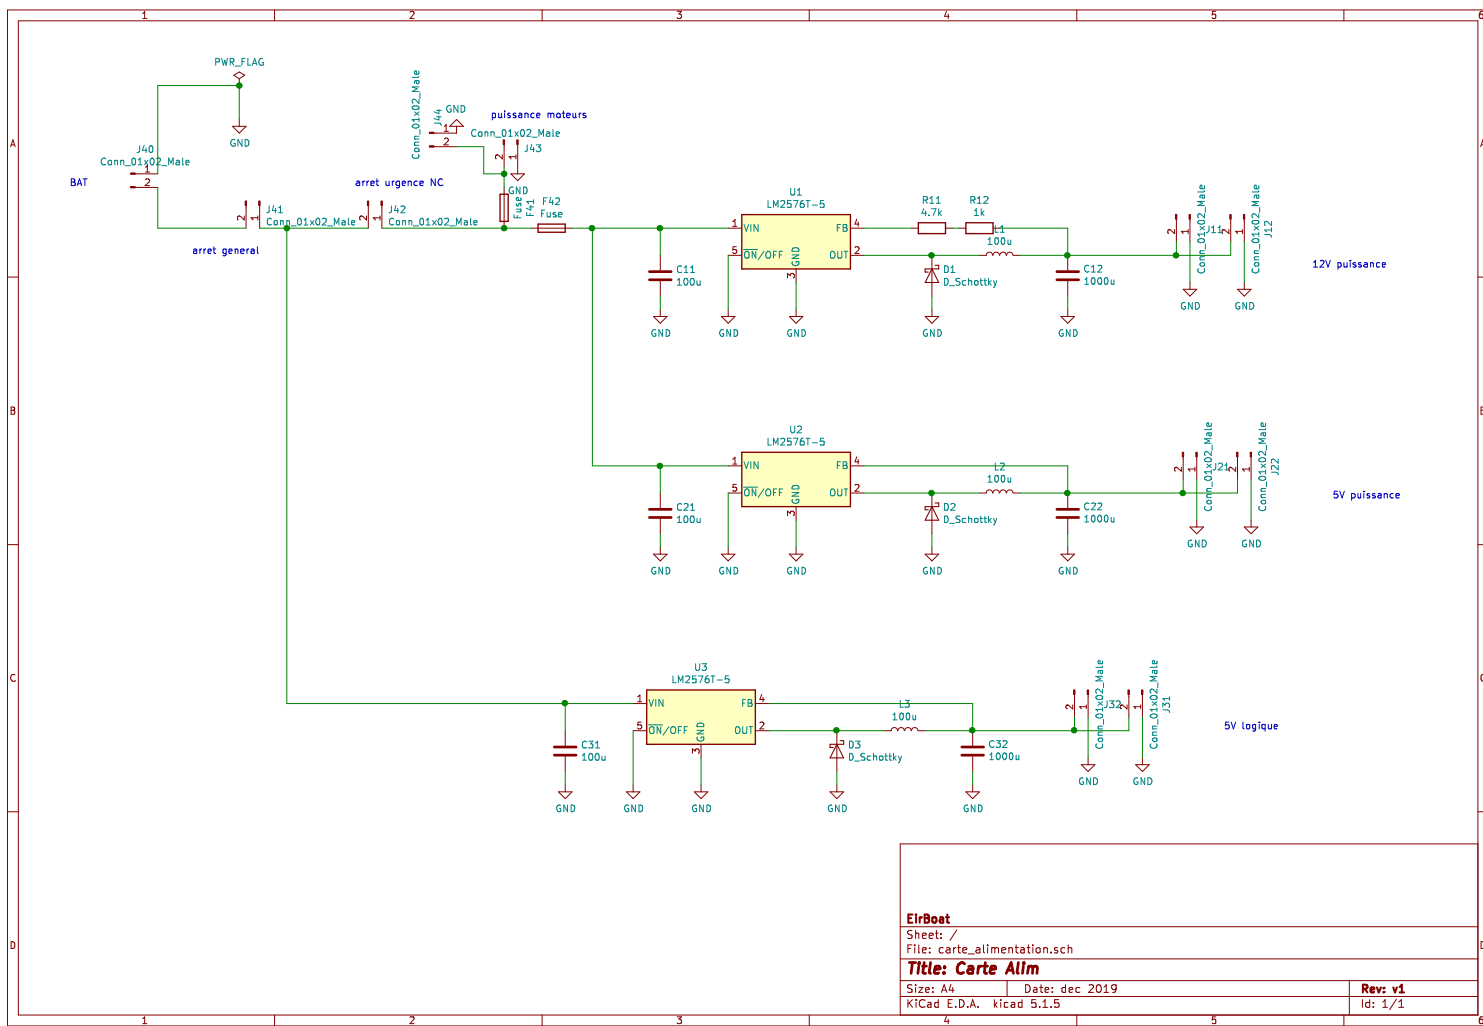 1 2 3 4 5 6
A
B
C
D
PWR_FLAG
GND
J40
Conn_01x02_Male
1
2
BAT
J41
Conn_01x02_Male
2
1
arret general
arret urgence NC
J42
Conn_01x02_Male
2
1
J44
Conn_01x02_Male
1
2
GND
puissance moteurs
Conn_01x02_Male
J43
2
1
GND
Fuse
F41
F42
Fuse
U1
LM2576T-5
1
VIN
FB
4
5
ON/OFF
GND
OUT
2
3
C11
100u
GND
GND
GND
R11
4.7k
R12
1k
L1
100u
D1
D_Schottky
GND
C12
1000u
GND
2
1
J11
Conn_01x02_Male
GND
2
1
J12
Conn_01x02_Male
GND
12V puissance
U2
LM2576T-5
1
VIN
FB
4
5
ON/OFF
GND
OUT
2
3
C21
100u
GND
GND
GND
L2
100u
D2
D_Schottky
GND
C22
1000u
GND
2
1
J21
Conn_01x02_Male
GND
2
1
J22
Conn_01x02_Male
GND
5V puissance
U3
LM2576T-5
1
VIN
FB
4
5
ON/OFF
GND
OUT
2
3
C31
100u
GND
GND
GND
L3
100u
D3
D_Schottky
GND
C32
1000u
GND
2
1
J32
Conn_01x02_Male
GND
2
1
J31
Conn_01x02_Male
GND
5V logique
EirBoat
Sheet: /
File: carte_alimentation.sch
Title: Carte Alim
Size: A4 Date: dec 2019 Rev: v1
KiCad E.D.A. kicad 5.1.5 Id: 1/1
A
B
C
D
1 2 3 4 5 6